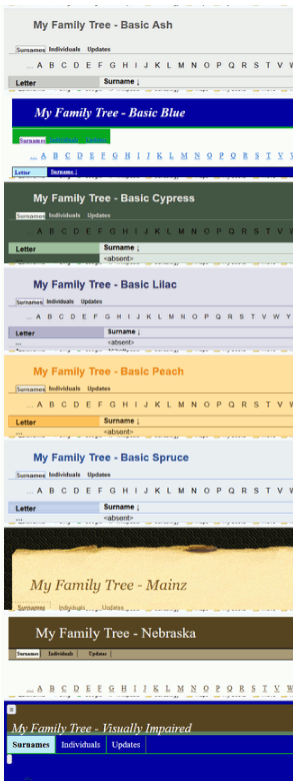 My Family Tree - Basic Ash
Surnames Individuals Updates
... A B C D E F G H I J K L M N O P Q R S T U V W
Letter Surname ↓
My Family Tree - Basic Blue
Surnames
... A B C D E F G H I J K L M N O P Q R S T U V
Letter Surname ↓
My Family Tree - Basic Cypress
Surnames Individuals Updates
... A B C D E F G H I J K L M N O P Q R S T U V W
Letter Surname ↓
... <absent>
My Family Tree - Basic Lilac
Surnames Individuals Updates
... A B C D E F G H I J K L M N O P Q R S T U V W Y
Letter Surname ↓
... <absent>
My Family Tree - Basic Peach
Surnames Individuals Updates
... A B C D E F G H I J K L M N O P Q R S T U V W
Letter Surname ↓
... <absent>
My Family Tree - Basic Spruce
Surnames Individuals Updates
... A B C D E F G H I J K L M N O P Q R S T U V W
Letter Surname ↓
... <absent>
My Family Tree - Mainz
Surnames Individuals Updates
My Family Tree - Nebraska
Surnames Individuals Updates
... A B C D E F G H I J K L M N O P Q R S T U V W
My Family Tree - Visually Impaired
Surnames Individuals Updates